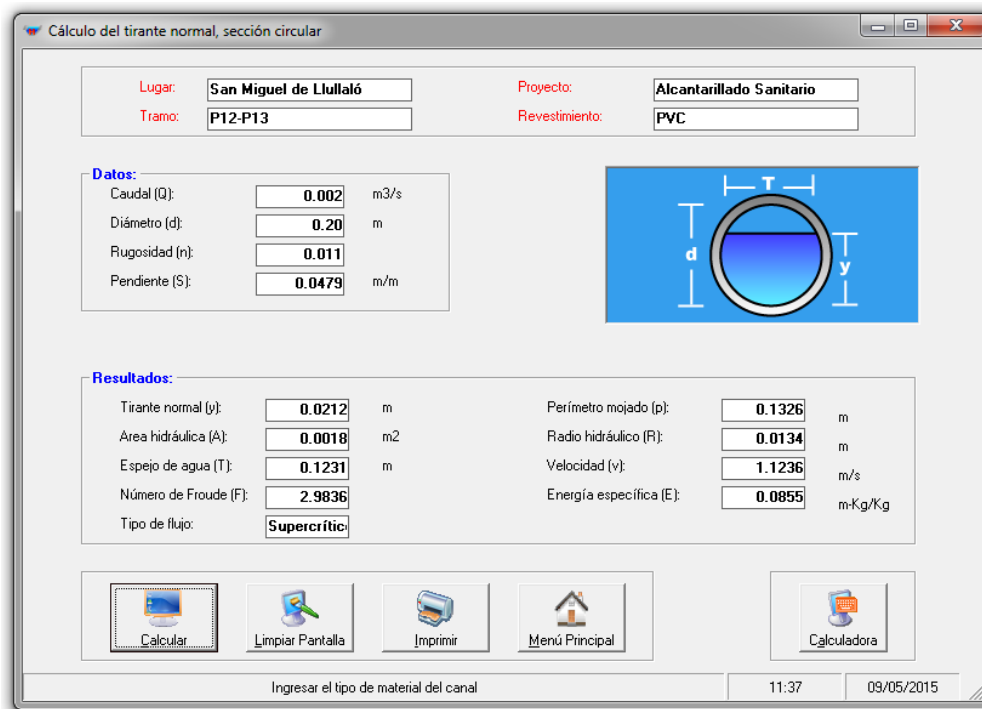 Cálculo del tirante normal, sección circular
Lugar: San Miguel de Llullaló Proyecto: Alcantarillado Sanitario
Tramo: P12-P13 Revestimiento: PVC
Datos:
Caudal (Q): 0.002 m3/s
Diámetro (d): 0.20 m
Rugosidad (n): 0.011
Pendiente (S): 0.0479 m/m
T
d
y
Resultados:
Tirante normal (y): 0.0212 m Perímetro mojado (p): 0.1326 m
Area hidráulica (A): 0.0018 m2 Radio hidráulico (R): 0.0134 m
Espejo de agua (T): 0.1231 m Velocidad (v): 1.1236 m/s
Número de Froude (F): 2.9836 Energía específica (E): 0.0855 m-Kg/Kg
Tipo de flujo: Supercrític
Calcular Limpiar Pantalla Imprimir Menú Principal Calculadora
Ingresar el tipo de material del canal 11:37 09/05/2015